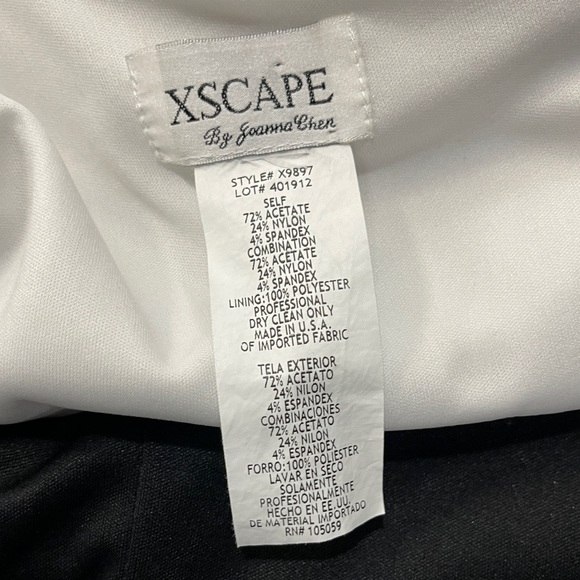 XSCAPE
By Joanna Chen
STYLE# X9897
LOT# 401912
SELF
72% ACETATE
24% NYLON
4% SPANDEX
COMBINATION
72% ACETATE
24% NYLON
4% SPANDEX
LINING:100% POLYESTER
PROFESSIONAL
DRY CLEAN ONLY
MADE IN U.S.A.
OF IMPORTED FABRIC
TELA EXTERIOR
72% ACETATO
24% NILON
4% ESPANDEX
COMBINACIONES
72% ACETATO
24% NILON
4% ESPANDEX
FORRO:100% POLIESTER
LAVAR EN SECO
SOLAMENTE
PROFESIONALMENTE
HECHO EN EE.UU.
DE MATERIAL IMPORTADO
RN# 105059